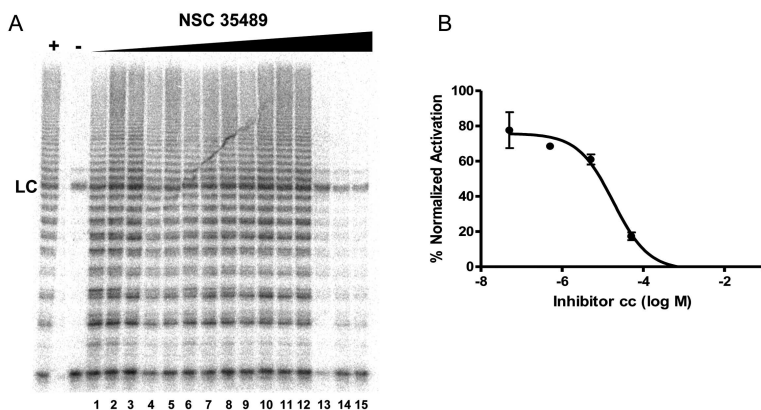 A
NSC 35489
+ -
LC
1 2 3 4 5 6 7 8 9 10 11 12 13 14 15
B
% Normalized Activation
100
80
60
40
20
0
-8 -6 -4 -2
Inhibitor cc (log M)